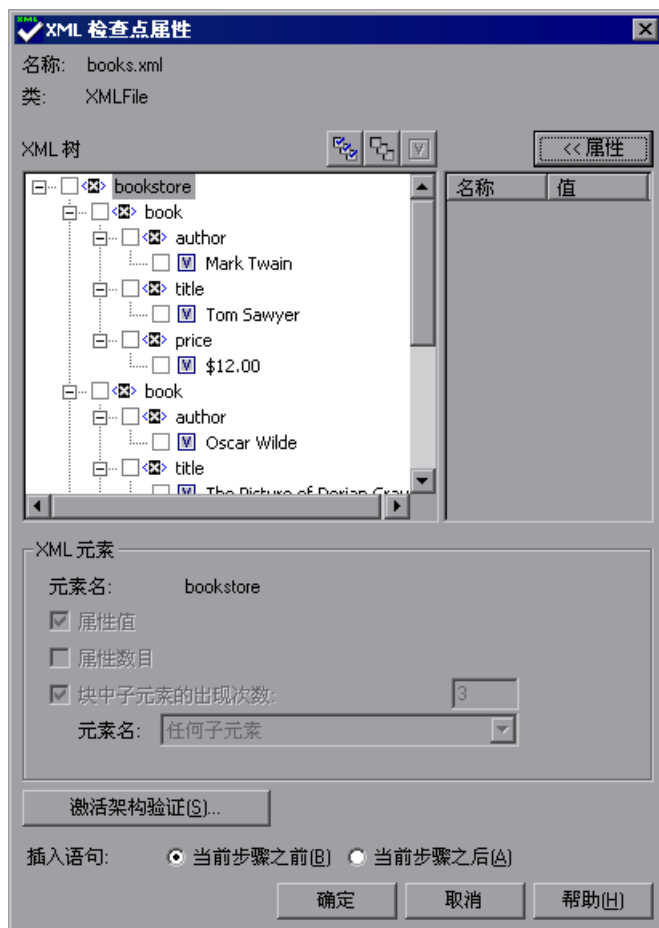 XML 检查点属性
名称: books.xml
类: XMLFile
XML 树
<<属性
名称 值
bookstore
book
author
Mark Twain
title
Tom Sawyer
price
$12.00
book
author
Oscar Wilde
title
The Picture of Dorian Gray
XML 元素
元素名: bookstore
属性值
属性数目
块中子元素的出现次数: 3
元素名: 任何子元素
激活架构验证(S)...
插入语句: 当前步骤之前(B) 当前步骤之后(A)
确定 取消 帮助(H)